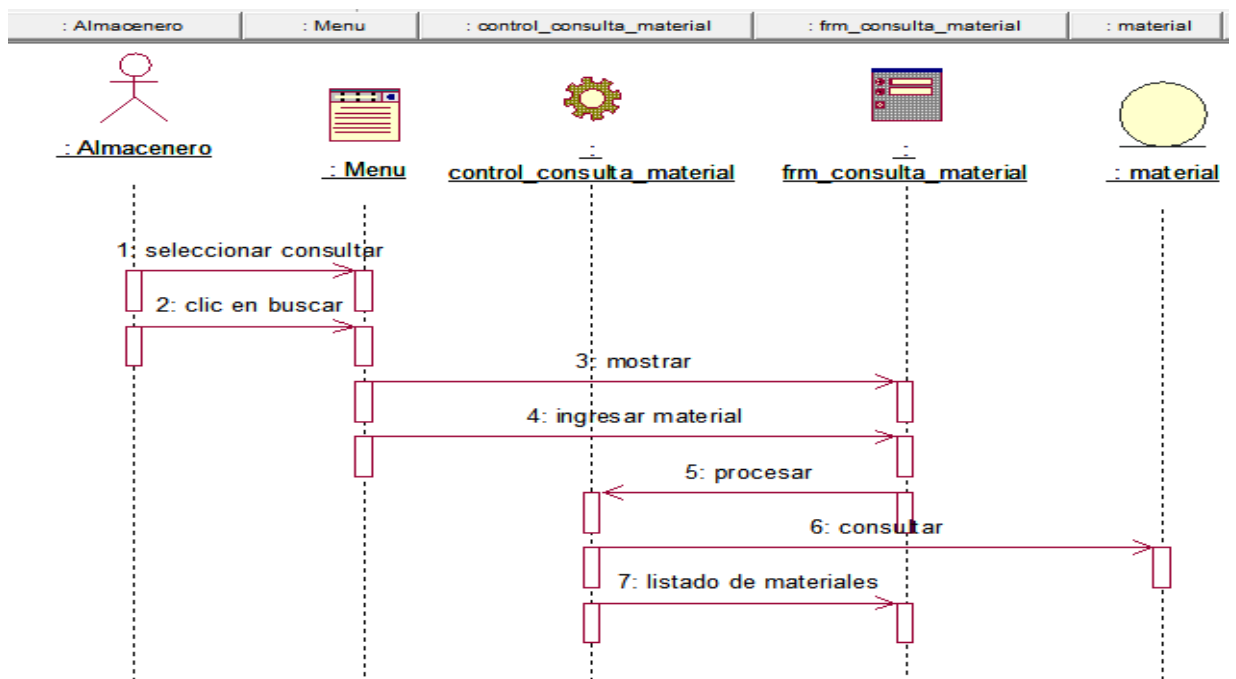 : Almacenero
: Menu
: control_consulta_material
: frm_consulta_material
: material
: Almacenero
: Menu
:
control_consulta_material
:
frm_consulta_material
: material
1: seleccionar consultar
2: clic en buscar
3: mostrar
4: ingresar material
5: procesar
6: consultar
7: listado de materiales